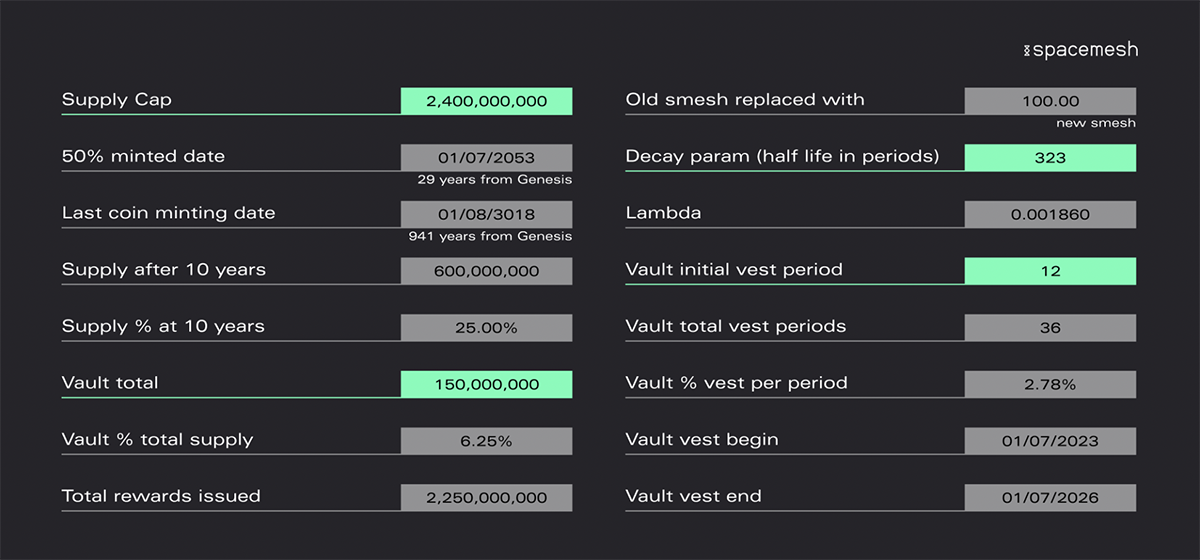 spacemesh
Supply Cap 2,400,000,000
50% minted date 01/07/2053
29 years from Genesis
Last coin minting date 01/08/3018
941 years from Genesis
Supply after 10 years 600,000,000
Supply % at 10 years 25.00%
Vault total 150,000,000
Vault % total supply 6.25%
Total rewards issued 2,250,000,000
Old smesh replaced with 100.00
new smesh
Decay param (half life in periods) 323
Lambda 0.001860
Vault initial vest period 12
Vault total vest periods 36
Vault % vest per period 2.78%
Vault vest begin 01/07/2023
Vault vest end 01/07/2026